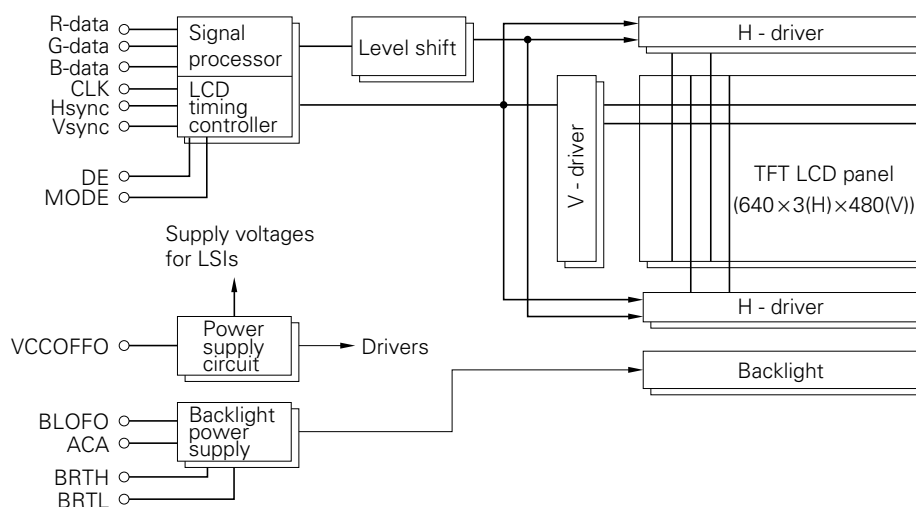 R-data
G-data
B-data
CLK
Hsync
Vsync
DE
MODE
Signal
processor
LCD
timing
controller
Level shift
H - driver
V - driver
TFT LCD panel
(640×3(H)×480(V))
H - driver
Supply voltages
for LSIs
VCCOFFO
Power
supply
circuit
Drivers
Backlight
BLOFO
ACA
BRTH
BRTL
Backlight
power
supply